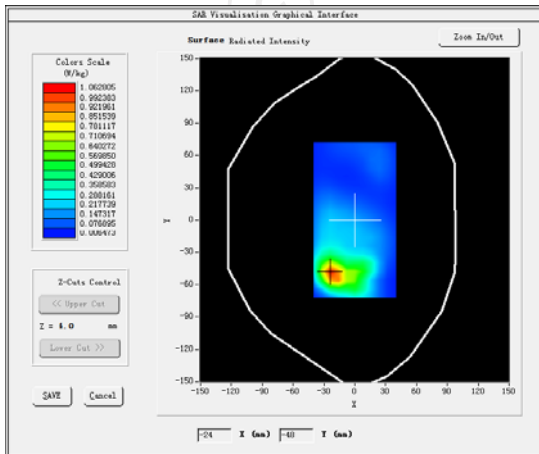 SAR Visualisation Graphical Interface
Surface Radiated Intensity
Zoom In/Out
Colors Scale
(W/kg)
1.062805
0.992383
0.921961
0.851539
0.781117
0.710694
0.640272
0.569850
0.499428
0.429006
0.358583
0.288161
0.217739
0.147317
0.076895
0.006473
Z-Cuts Control
<< Upper Cut
Z = 4.0 mm
Lower Cut >>
SAVE
Cancel
150
120
90
60
30
0
-30
-60
-90
-120
-150
Y
-150 -120 -90 -60 -30 0 30 60 90 120 150
X
-24 X (mm) -48 Y (mm)